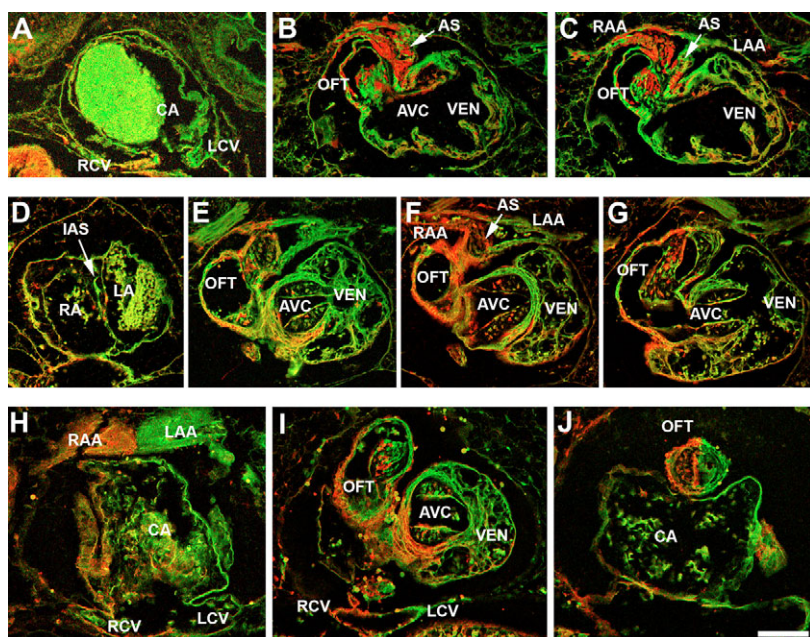 A
CA
RCV
LCV
B
AS
OFT
AVC
VEN
C
RAA
AS
LAA
OFT
VEN
D
IAS
RA
LA
E
OFT
AVC
VEN
F
AS
RAA
LAA
OFT
AVC
VEN
G
OFT
AVC
VEN
H
RAA
LAA
CA
RCV
LCV
I
OFT
AVC
VEN
RCV
LCV
J
OFT
CA